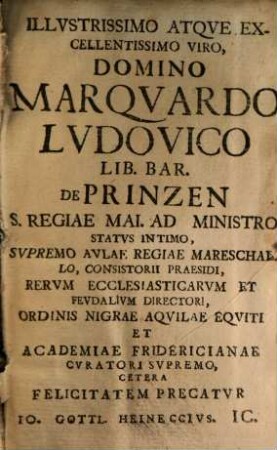 ILLVSTRISSIMO ATQVE EX-
CELLENTISSIMO VIRO,
DOMINO
MARQVARDO
LVDOVICO
LIB. BAR.
DE PRINZEN
S. REGIAE MAI. AD MINISTRO
STATVS INTIMO,
SVPREMO AVLAE REGIAE MARESCHAL-
LO, CONSISTORII PRAESIDI,
RERVM ECCLESIASTICARVM ET
FEVDALIVM DIRECTORI,
ORDINIS NIGRAE AQVILAE EQVITI
ET
ACADEMIAE FRIDERICIANAE
CVRATORI SVPREMO,
CETERA
FELICITATEM PRECATVR
IO. GOTTL. HEINECCIVS. IC.